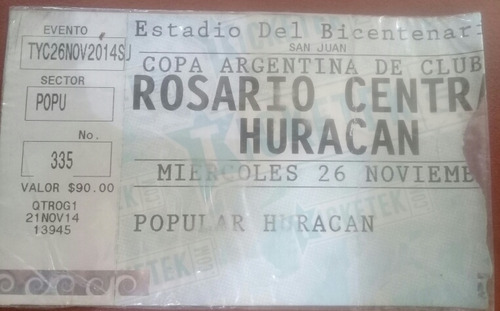 EVENTO
TYC26NOV2014SJ
SECTOR
POPU
No.
335
VALOR $90.00
QTROG1
21NOV14
13945
Estadio Del Bicentenari
SAN JUAN
COPA ARGENTINA DE CLUB
ROSARIO CENTRA
HURACAN
MIERCOLES 26 NOVIEMB
POPULAR HURACAN